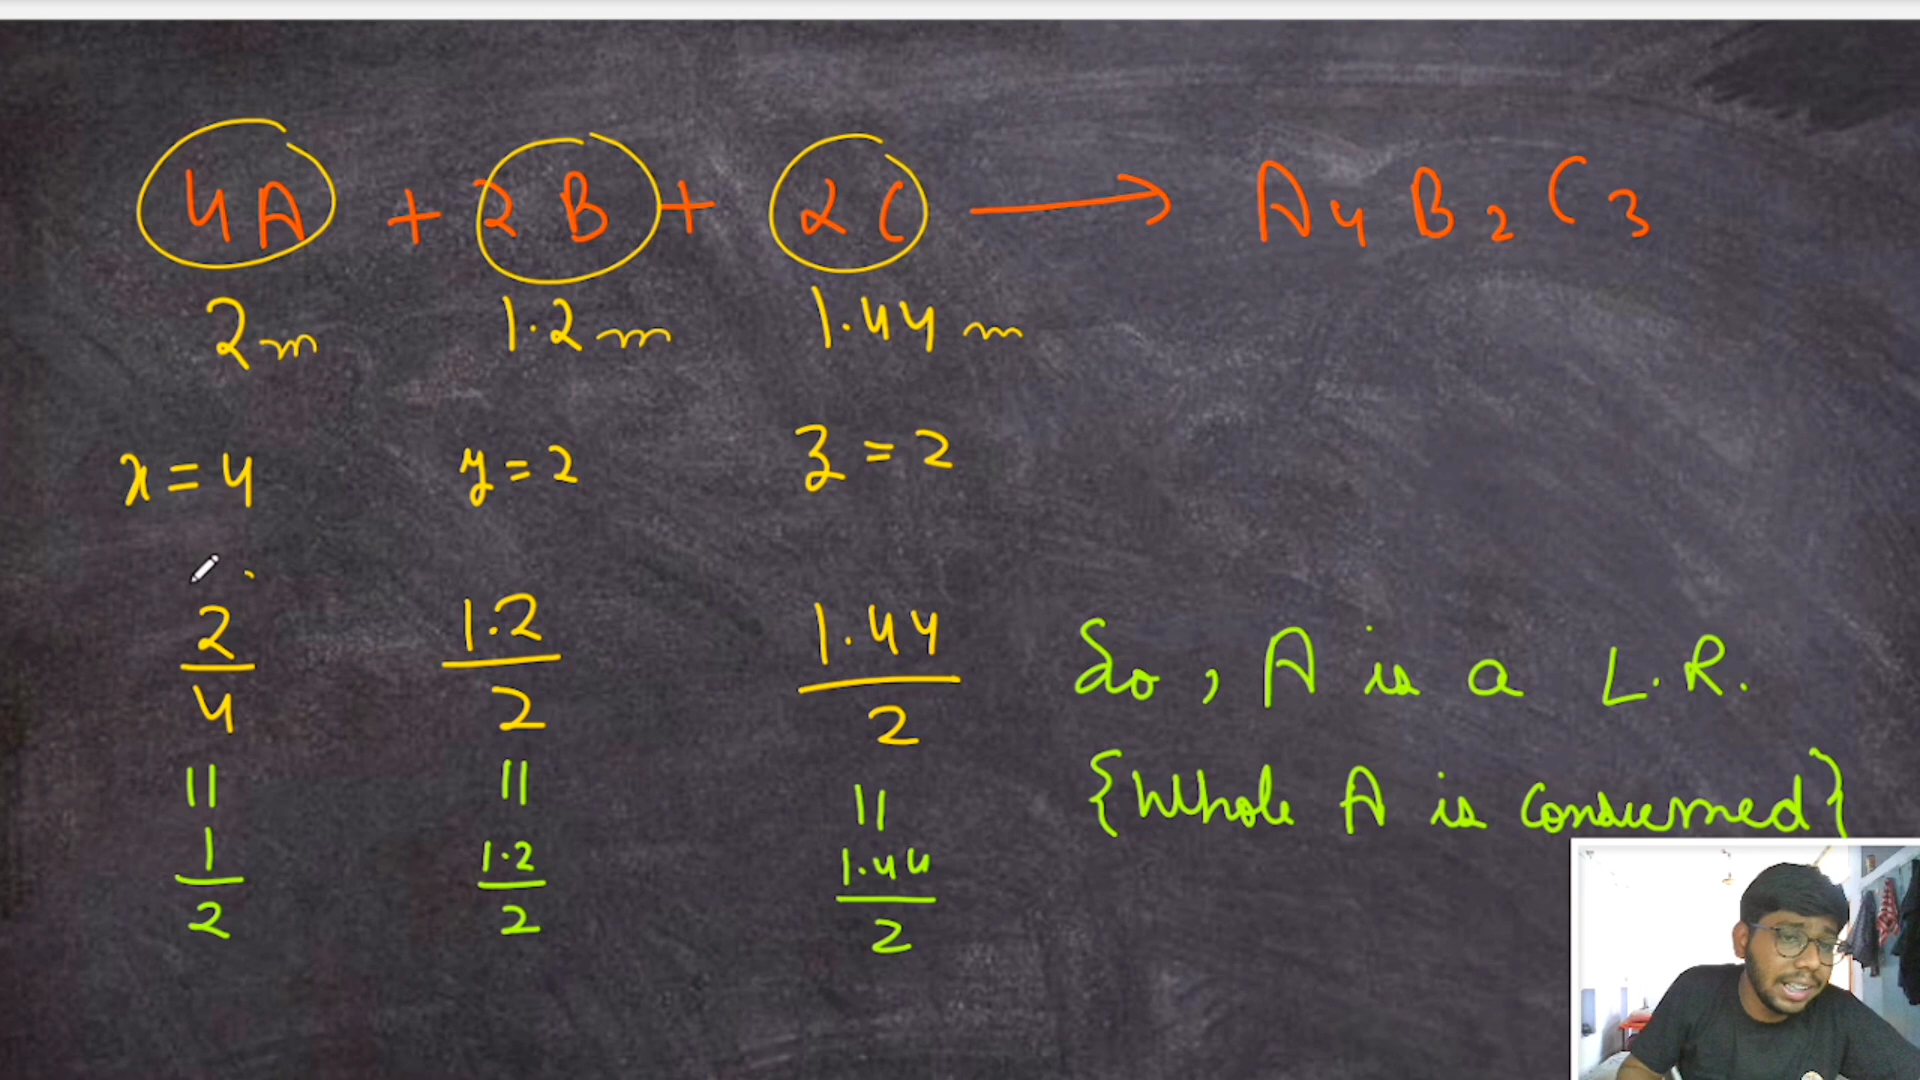 4A + 2B + 2C → A₄B₂C₃
2m 1.2m 1.44m
x = 4 y = 2 z = 2
2/4 1.2/2 1.44/2 So, A is a L.R.
|| || || {Whole A is consumed}
1/2 1.2/2 1.44/2